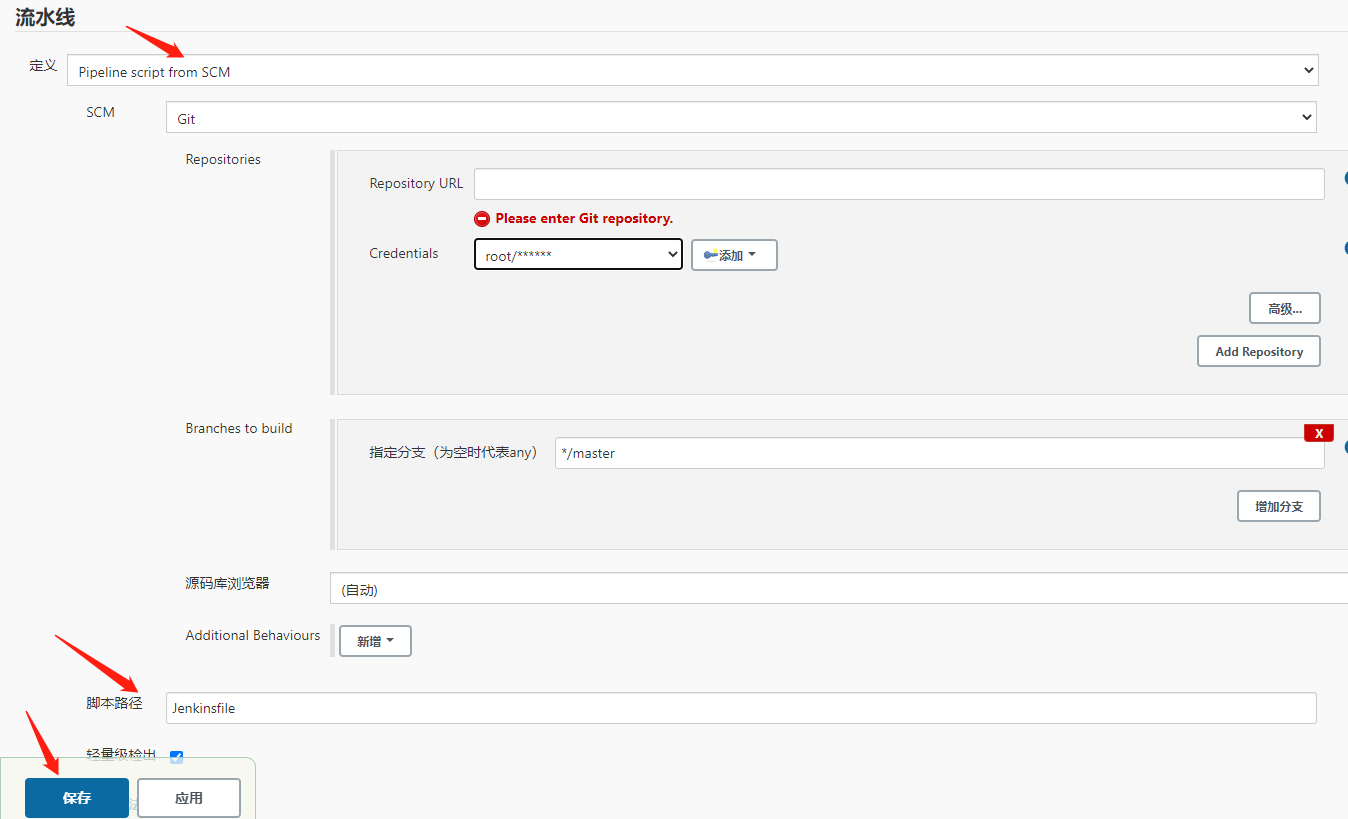 流水线
定义
Pipeline script from SCM
SCM
Git
Repositories
Repository URL
Please enter Git repository.
Credentials
root/******
添加
高级...
Add Repository
Branches to build
X
指定分支（为空时代表any）
*/master
增加分支
源码库浏览器
(自动)
Additional Behaviours
新增
脚本路径
Jenkinsfile
轻量级检出
保存
应用